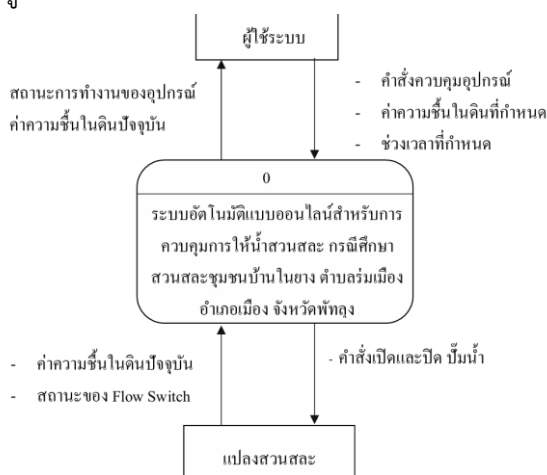 ผู้ใช้ระบบ
สถานะการทำงานของอุปกรณ์
ค่าความชื้นในดินปัจจุบัน
- คำสั่งควบคุมอุปกรณ์
- ค่าความชื้นในดินที่กำหนด
- ช่วงเวลาที่กำหนด
0
ระบบอัตโนมัติแบบออนไลน์สำหรับการ
ควบคุมการให้น้ำสวนสละ กรณีศึกษา
สวนสละชุมชนบ้านในยาง ตำบลร่มเมือง
อำเภอเมือง จังหวัดพัทลุง
- ค่าความชื้นในดินปัจจุบัน
- สถานะของ Flow Switch
- คำสั่งเปิดและปิด ปั๊มน้ำ
แปลงสวนสละ